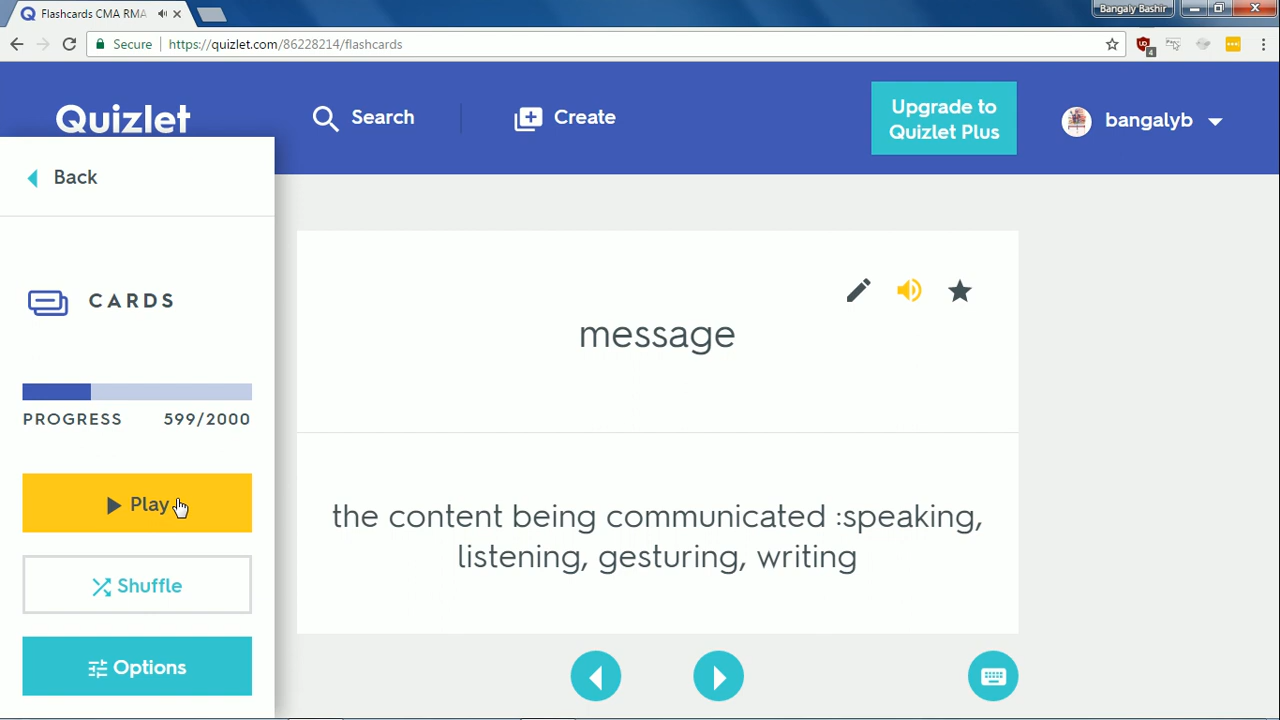 Flashcards CMA RMA
Bangaly Bashir
Secure
https://quizlet.com/86228214/flashcards
4
Quizlet
Search
Create
Upgrade to
Quizlet Plus
bangalyb
Back
CARDS
PROGRESS 599/2000
Play
Shuffle
Options
message
the content being communicated :speaking,
listening, gesturing, writing